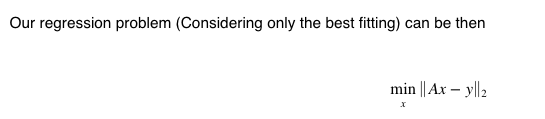 Our regression problem (Considering only the best fitting) can be then
min ‖Ax − y‖₂
x